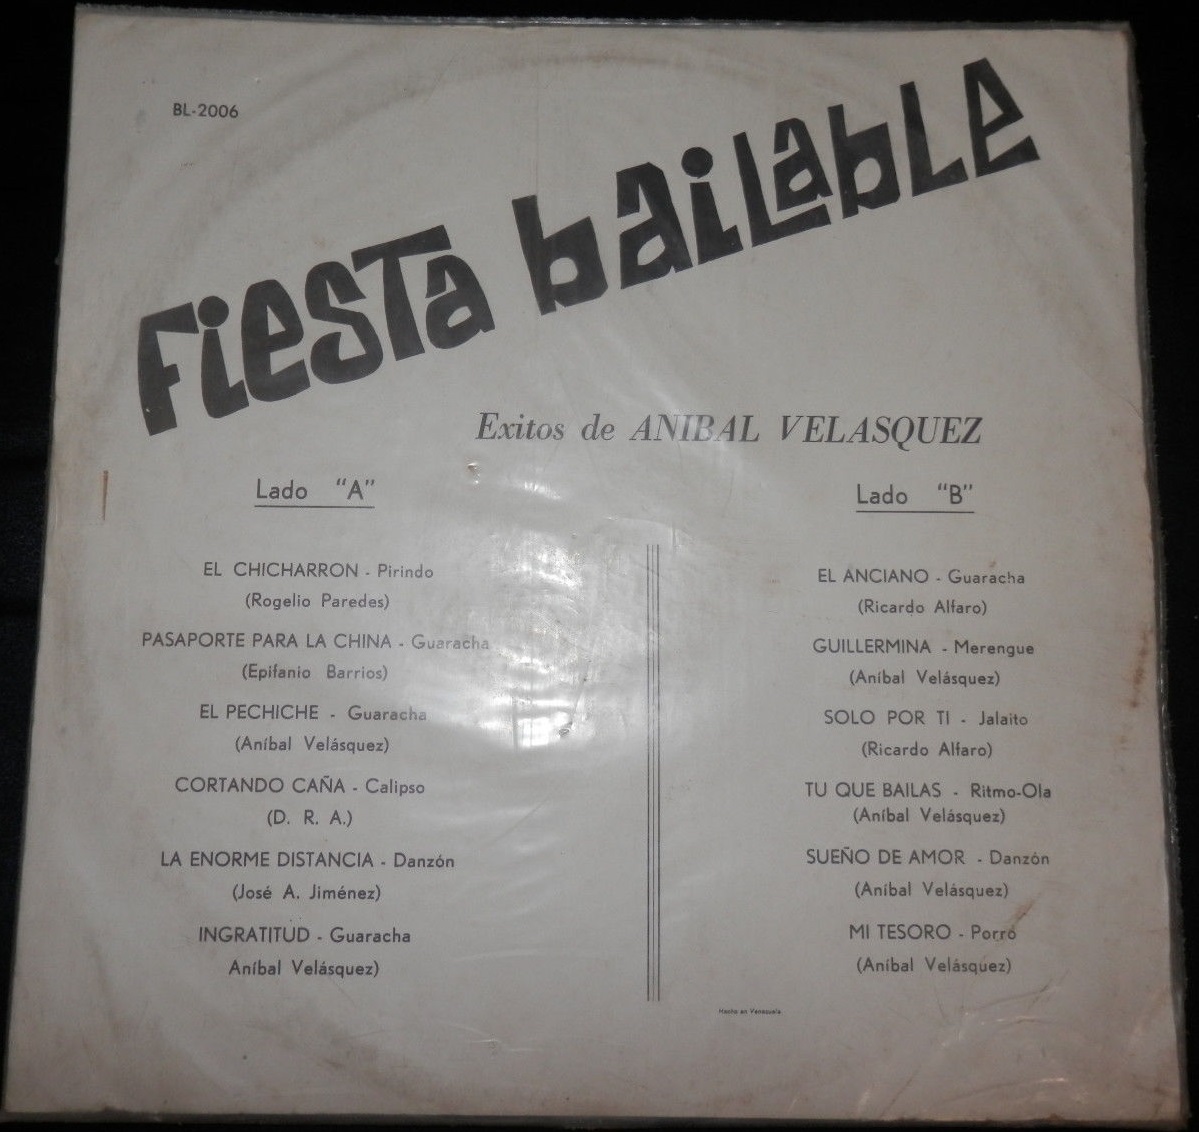 BL-2006
Fiesta bailable
Exitos de ANIBAL VELASQUEZ
Lado "A"
EL CHICHARRON - Pirindo
(Rogelio Paredes)
PASAPORTE PARA LA CHINA - Guaracha
(Epifanio Barrios)
EL PECHICHE - Guaracha
(Aníbal Velásquez)
CORTANDO CAÑA - Calipso
(D. R. A.)
LA ENORME DISTANCIA - Danzón
(José A. Jiménez)
INGRATITUD - Guaracha
Aníbal Velásquez)
Lado "B"
EL ANCIANO - Guaracha
(Ricardo Alfaro)
GUILLERMINA - Merengue
(Aníbal Velásquez)
SOLO POR TI - Jalaito
(Ricardo Alfaro)
TU QUE BAILAS - Ritmo-Ola
(Aníbal Velásquez)
SUEÑO DE AMOR - Danzón
(Aníbal Velásquez)
MI TESORO - Porro
(Aníbal Velásquez)
Hecho en Venezuela